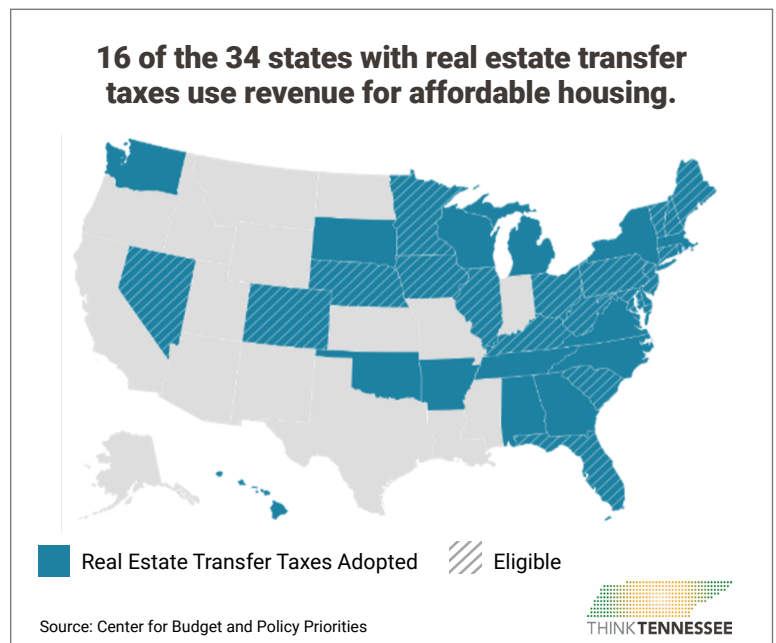 16 of the 34 states with real estate transfer
taxes use revenue for affordable housing.
Real Estate Transfer Taxes Adopted
Eligible
Source: Center for Budget and Policy Priorities
THINKTENNESSEE